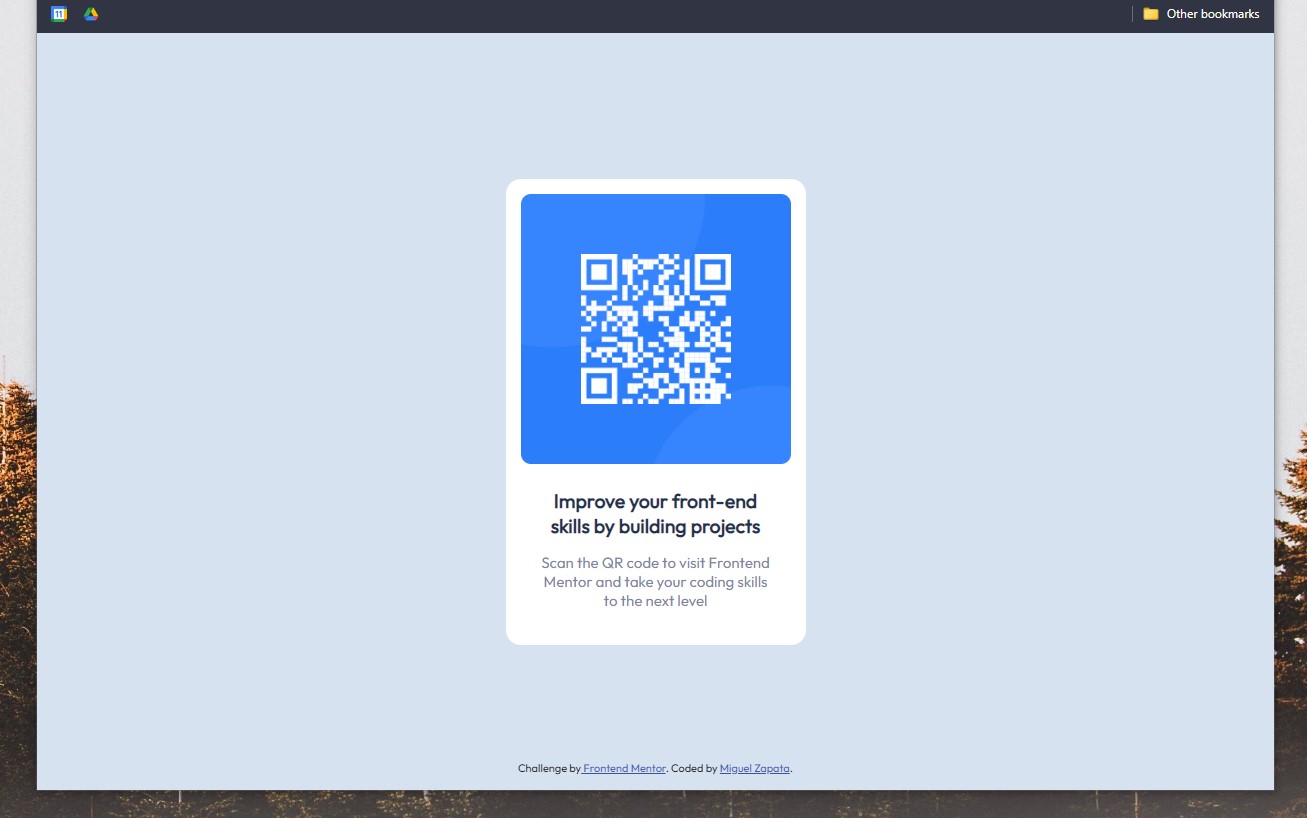 11
Other bookmarks
Improve your front-end
skills by building projects
Scan the QR code to visit Frontend
Mentor and take your coding skills
to the next level
Challenge by Frontend Mentor. Coded by Miguel Zapata.